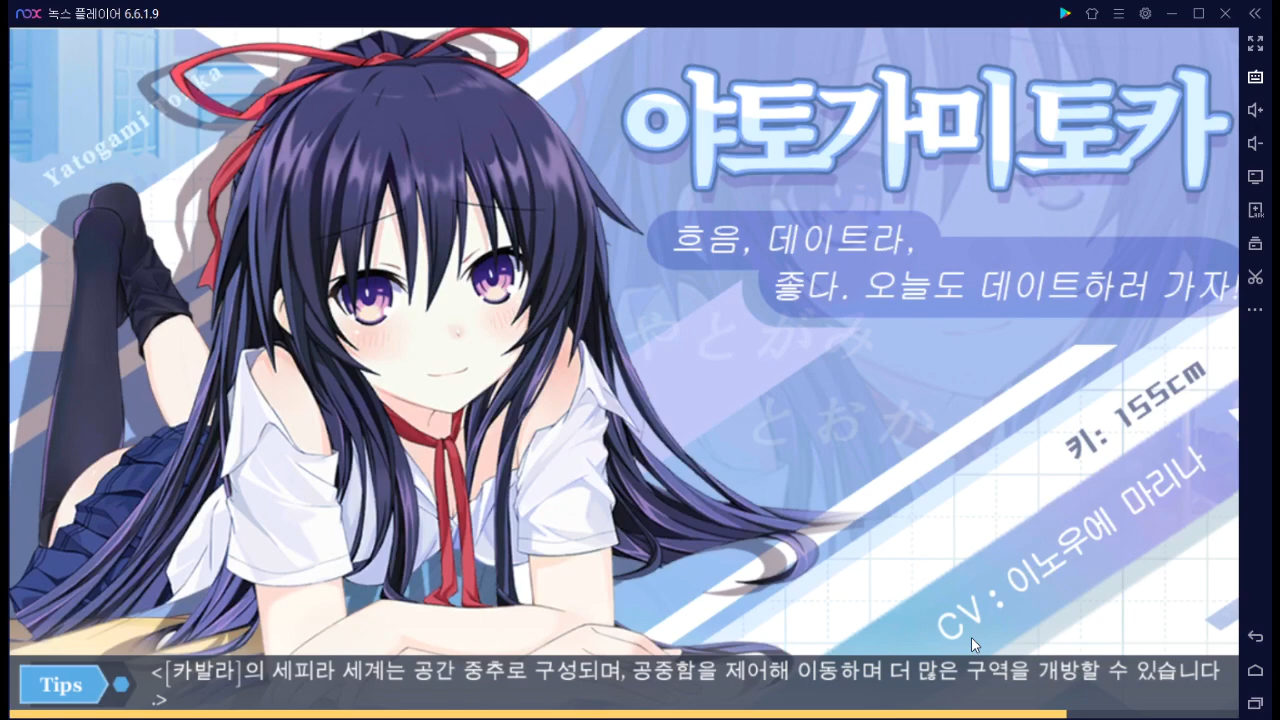 nox 녹스 플레이어 6.6.1.9
Yatogami Tohka
야토가미 토카
흐음, 데이트라,
좋다. 오늘도 데이트하러 가자!
やとがみ
とおか
키: 155cm
CV : 이노우에 마리나
Tips
<[카발라]의 세피라 세계는 공간 중추로 구성되며, 공중함을 제어해 이동하며 더 많은 구역을 개방할 수 있습니다
.>